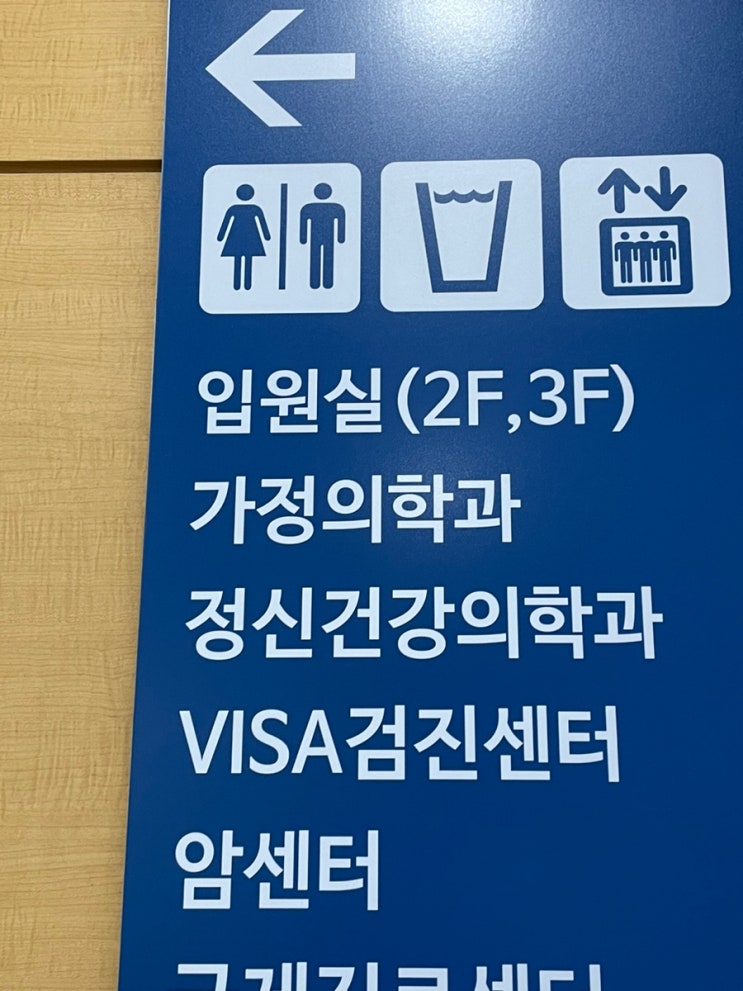 입원실(2F,3F)
가정의학과
정신건강의학과
VISA검진센터
암센터